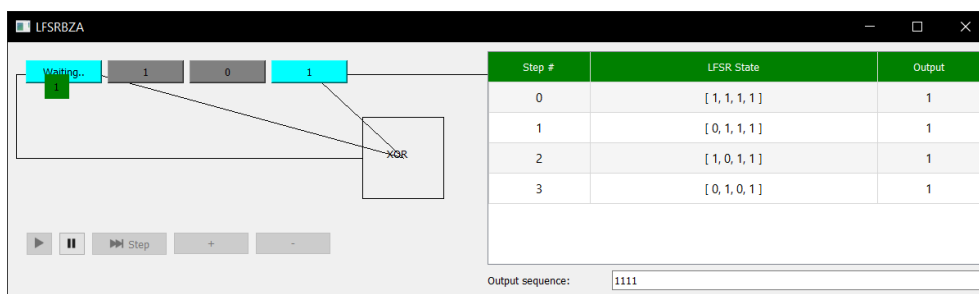 LFSRBZA
Waiting.. 1 0 1
1
XOR
Step
+
-
Step # LFSR State Output
0 [ 1, 1, 1, 1 ] 1
1 [ 0, 1, 1, 1 ] 1
2 [ 1, 0, 1, 1 ] 1
3 [ 0, 1, 0, 1 ] 1
Output sequence: 1111